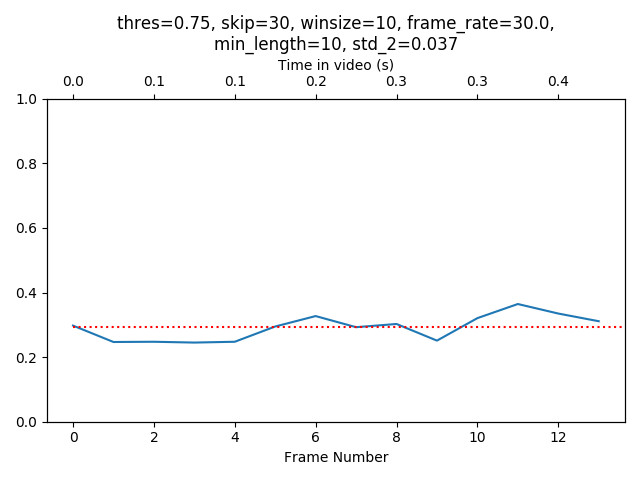 thres=0.75, skip=30, winsize=10, frame_rate=30.0,
min_length=10, std_2=0.037
Time in video (s)
0.0 0.1 0.1 0.2 0.3 0.3 0.4
1.0
0.8
0.6
0.4
0.2
0.0
0 2 4 6 8 10 12
Frame Number